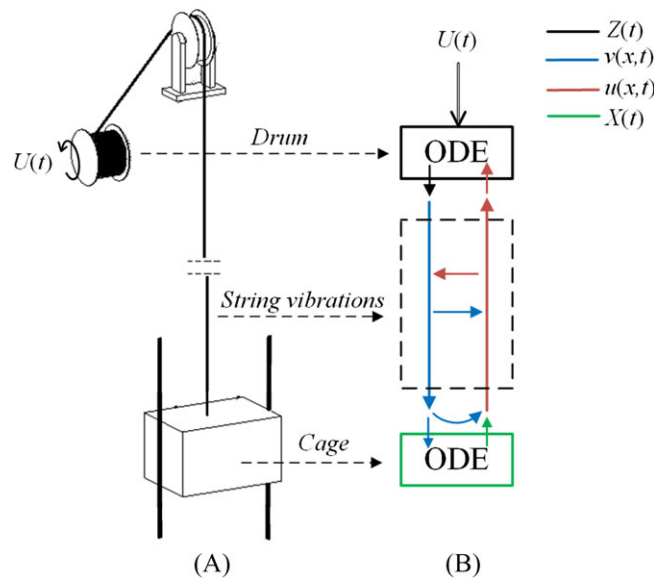 U(t)
Z(t)
v(x,t)
u(x,t)
X(t)
U(t)
Drum
ODE
String vibrations
Cage
ODE
(A)
(B)